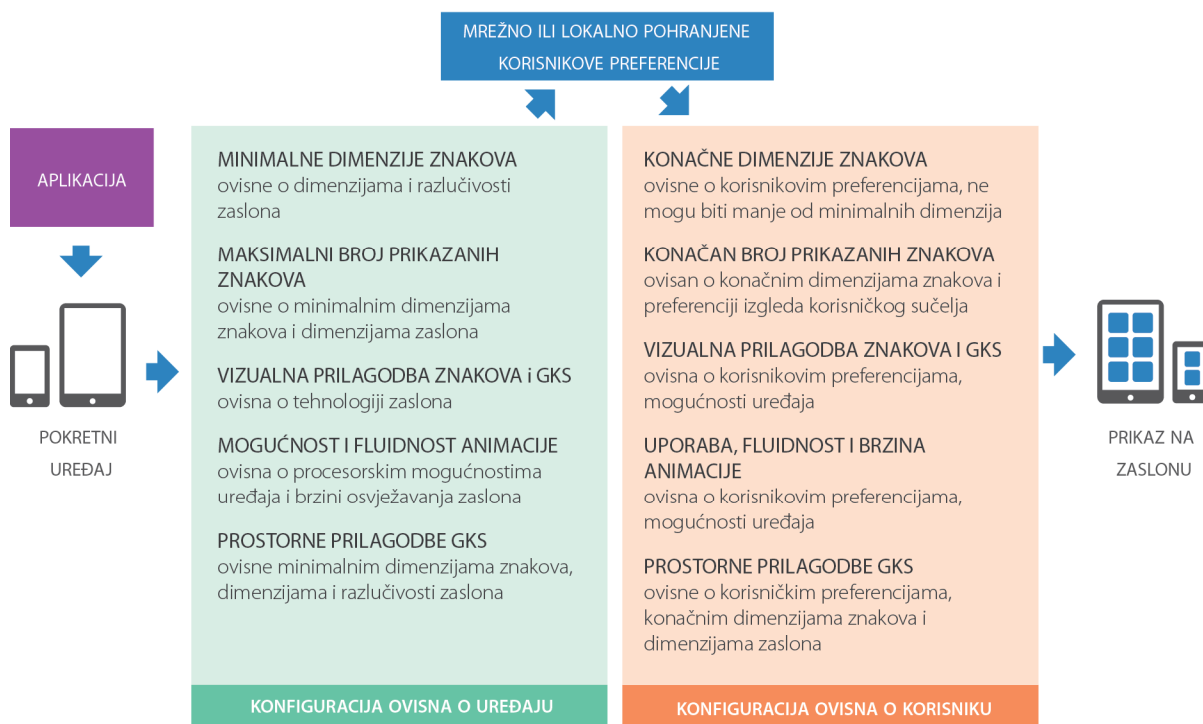 MREŽNO ILI LOKALNO POHRANJENE
KORISNIKOVE PREFERENCIJE
APLIKACIJA
POKRETNI
UREĐAJ
MINIMALNE DIMENZIJE ZNAKOVA
ovisne o dimenzijama i razlučivosti
zaslona
MAKSIMALNI BROJ PRIKAZANIH
ZNAKOVA
ovisne o minimalnim dimenzijama
znakova i dimenzijama zaslona
VIZUALNA PRILAGODBA ZNAKOVA i GKS
ovisna o tehnologiji zaslona
MOGUĆNOST I FLUIDNOST ANIMACIJE
ovisna o procesorskim mogućnostima
uređaja i brzini osvježavanja zaslona
PROSTORNE PRILAGODBE GKS
ovisne minimalnim dimenzijama znakova,
dimenzijama i razlučivosti zaslona
KONFIGURACIJA OVISNA O UREĐAJU
KONAČNE DIMENZIJE ZNAKOVA
ovisne o korisnikovim preferencijama, ne
mogu biti manje od minimalnih dimenzija
KONAČAN BROJ PRIKAZANIH ZNAKOVA
ovisan o konačnim dimenzijama znakova i
preferenciji izgleda korisničkog sučelja
VIZUALNA PRILAGODBA ZNAKOVA I GKS
ovisna o korisnikovim preferencijama,
mogućnosti uređaja
UPORABA, FLUIDNOST I BRZINA
ANIMACIJE
ovisna o korisnikovim preferencijama,
mogućnosti uređaja
PROSTORNE PRILAGODBE GKS
ovisne o korisničkim preferencijama,
konačnim dimenzijama znakova i
dimenzijama zaslona
KONFIGURACIJA OVISNA O KORISNIKU
PRIKAZ NA
ZASLONU